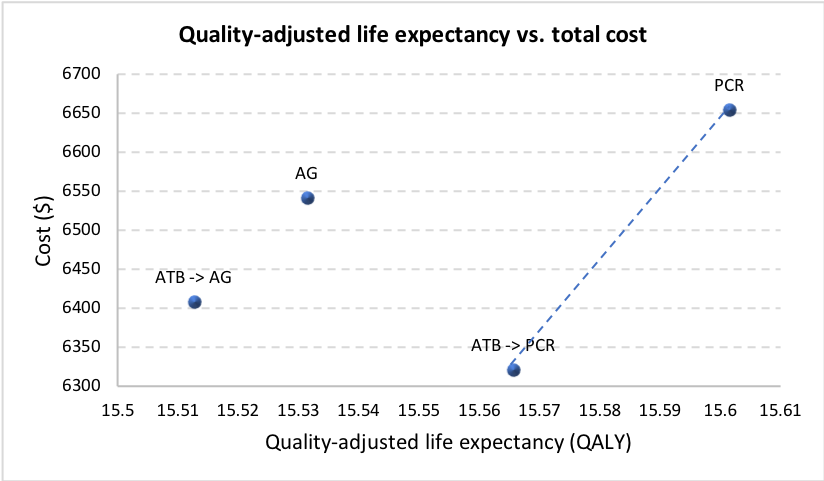 Quality-adjusted life expectancy vs. total cost
6700
6650
6600
6550
6500
6450
6400
6350
6300
Cost ($)
PCR
AG
ATB -> AG
ATB -> PCR
15.5 15.51 15.52 15.53 15.54 15.55 15.56 15.57 15.58 15.59 15.6 15.61
Quality-adjusted life expectancy (QALY)